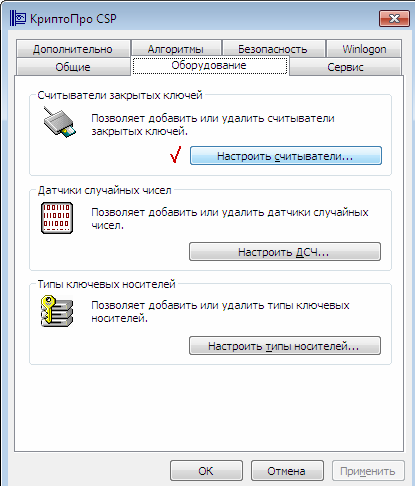 КриптоПро CSP
Дополнительно Алгоритмы Безопасность Winlogon
Общие Оборудование Сервис
Считыватели закрытых ключей
Позволяет добавить или удалить считыватели
закрытых ключей.
Настроить считыватели...
Датчики случайных чисел
Позволяет добавить или удалить датчики случайных
чисел.
Настроить ДСЧ...
Типы ключевых носителей
Позволяет добавить или удалить типы ключевых
носителей.
Настроить типы носителей...
ОК Отмена Применить